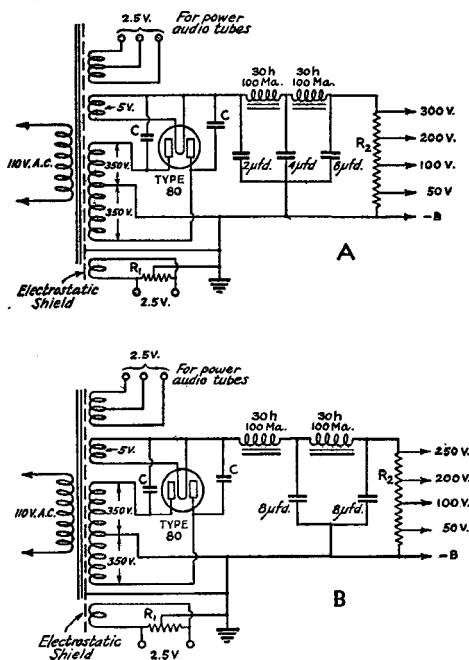 2.5V.
For power
audio tubes
5V.
C
C
30h
100 Ma.
30h
100 Ma.
110V. A.C.
350V.
350V.
TYPE
80
2µfd.
4µfd
8µfd.
R2
300 V.
200 V.
100 V.
50 V
-B
A
Electrostatic
Shield
R1
2.5V.
2.5V.
For power
audio tubes
5V.
C
C
30h
100 Ma.
30h
100 Ma.
110V. A.C.
350V.
350V.
TYPE
80
8µfd.
8µfd.
R2
250 V.
200 V.
100 V.
50 V.
-B
B
Electrostatic
Shield
R1
2.5V.